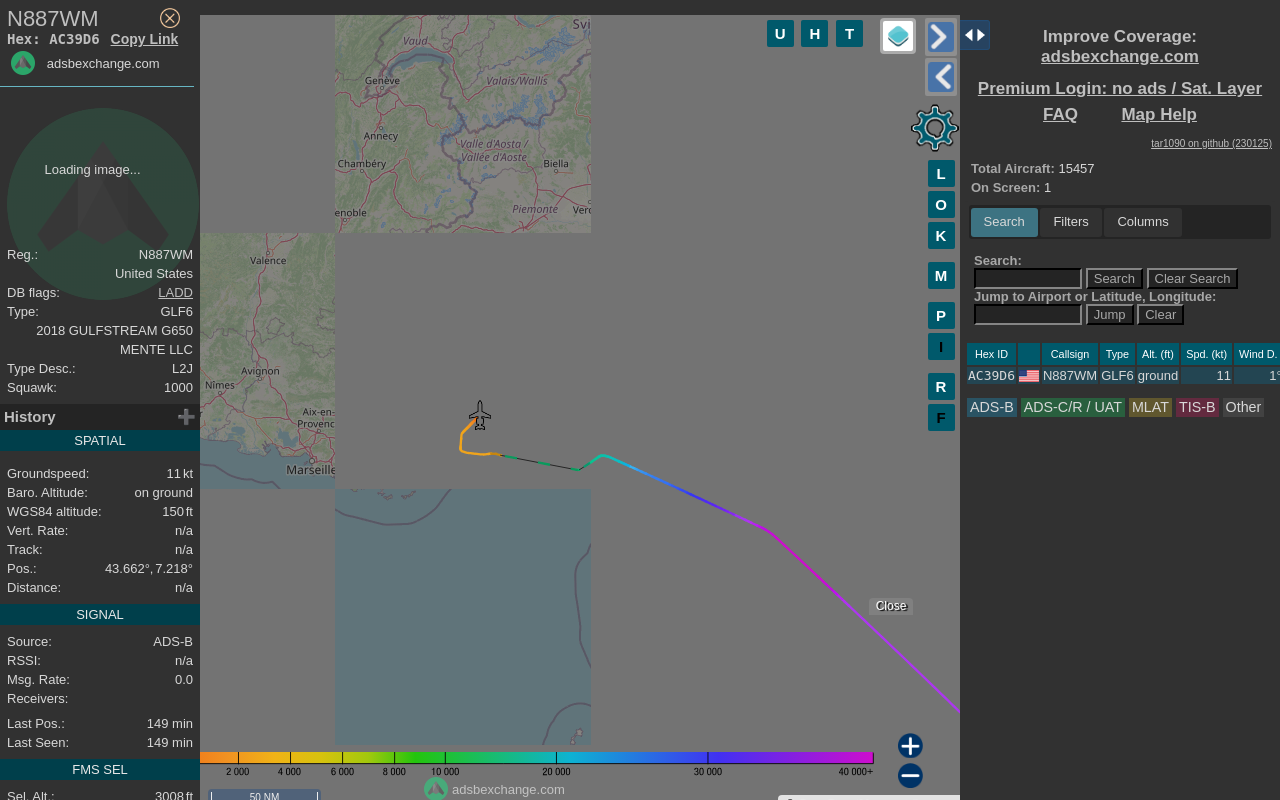 N887WM
Hex: AC39D6 Copy Link
adsbexchange.com
Loading image...
Reg.: N887WM
United States
DB flags: LADD
Type: GLF6
2018 GULFSTREAM G650
MENTE LLC
Type Desc.: L2J
Squawk: 1000
History
SPATIAL
Groundspeed: 11 kt
Baro. Altitude: on ground
WGS84 altitude: 150 ft
Vert. Rate: n/a
Track: n/a
Pos.: 43.662°, 7.218°
Distance: n/a
SIGNAL
Source: ADS-B
RSSI: n/a
Msg. Rate: 0.0
Receivers:
Last Pos.: 149 min
Last Seen: 149 min
FMS SEL
Sel. Alt.: 3008 ft
Vaud
Genève
Valais/Wallis
Annecy
Valle d'Aosta /
Vallée d'Aoste
Chambéry
Biella
enoble
Piemonte
Valence
Avignon
Nîmes
Aix-en-
Provenc
Marseille
U H T
L
O
K
M
P
I
R
F
Close
2 000 4 000 6 000 8 000 10 000 20 000 30 000 40 000+
adsbexchange.com
50 NM
Improve Coverage:
adsbexchange.com
Premium Login: no ads / Sat. Layer
FAQ Map Help
tar1090 on github (230125)
Total Aircraft: 15457
On Screen: 1
Search Filters Columns
Search:
Search Clear Search
Jump to Airport or Latitude, Longitude:
Jump Clear
Hex ID Callsign Type Alt. (ft) Spd. (kt) Wind D.
AC39D6 N887WM GLF6 ground 11 1°
ADS-B ADS-C/R / UAT MLAT TIS-B Other